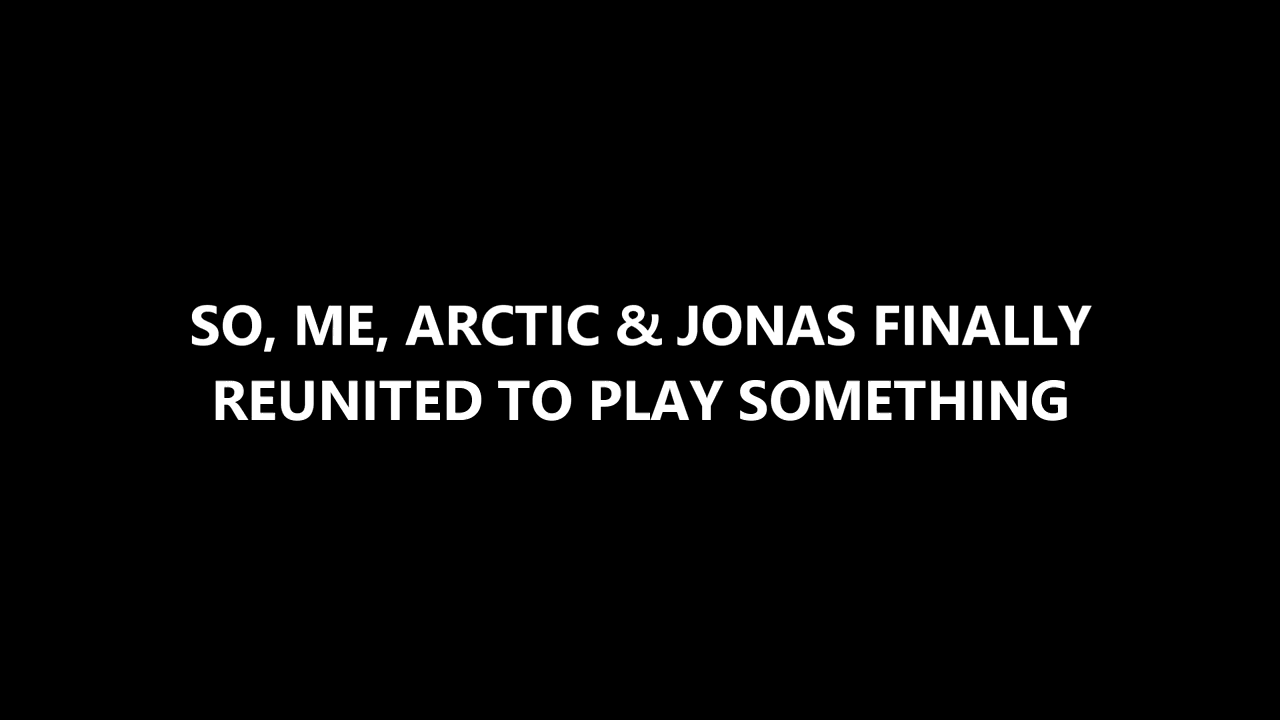 SO, ME, ARCTIC & JONAS FINALLY
REUNITED TO PLAY SOMETHING